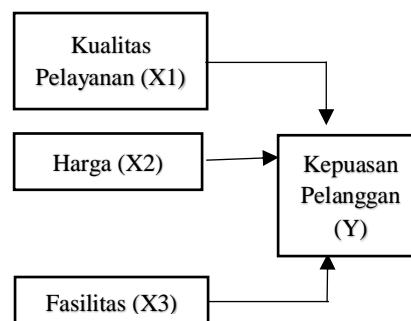 Kualitas
Pelayanan (X1)
Harga (X2)
Kepuasan
Pelanggan
(Y)
Fasilitas (X3)